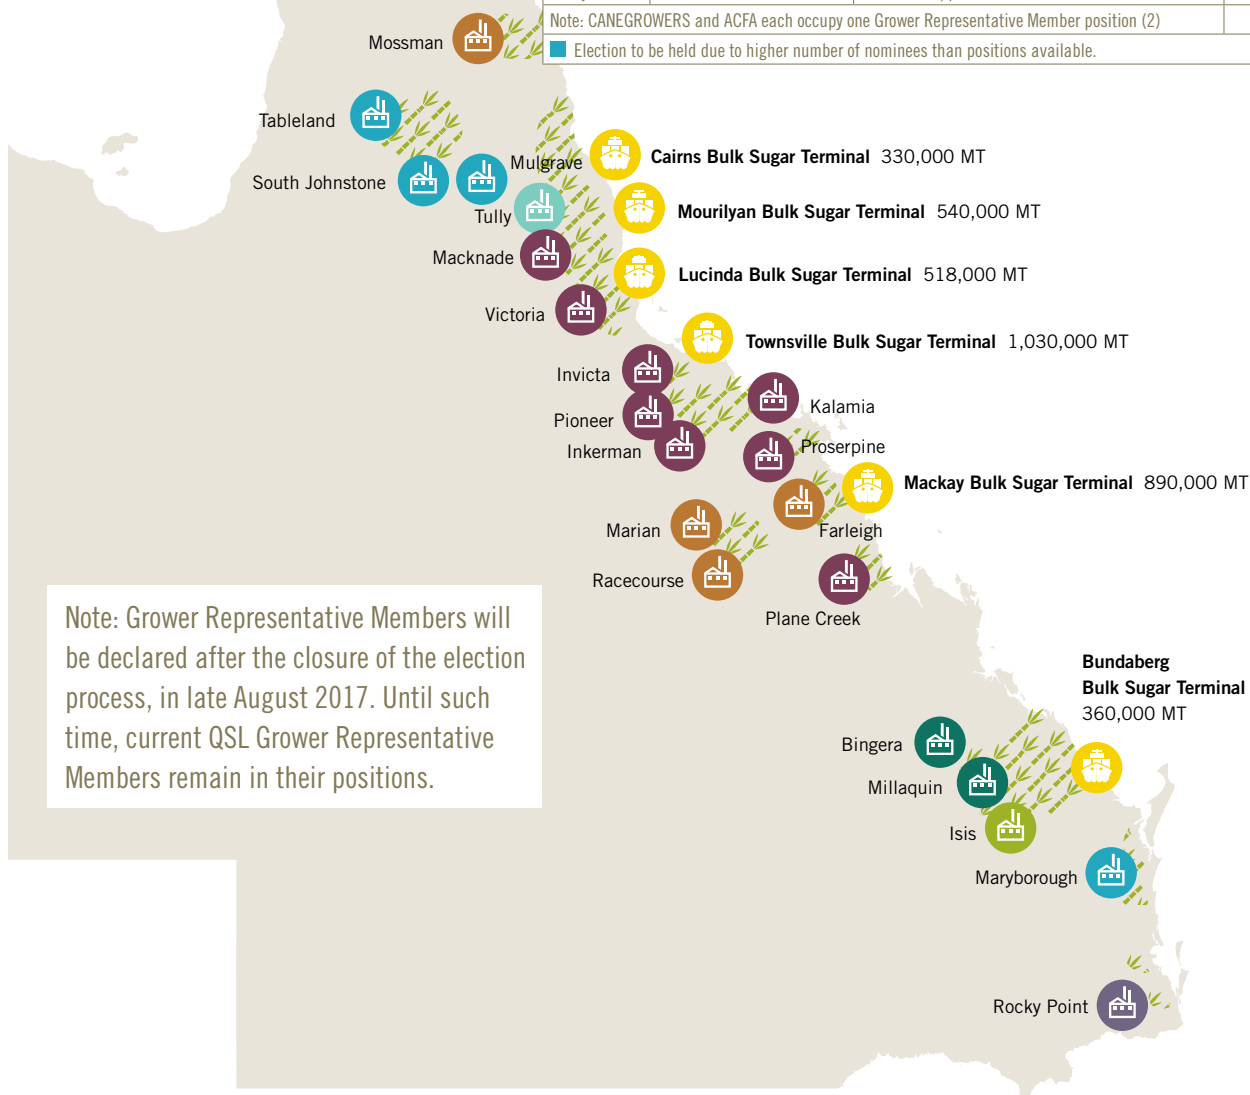 Note: CANEGROWERS and ACFA each occupy one Grower Representative Member position (2)
Election to be held due to higher number of nominees than positions available.
Mossman
Tableland
Mulgrave
Cairns Bulk Sugar Terminal 330,000 MT
South Johnstone
Tully
Mourilyan Bulk Sugar Terminal 540,000 MT
Macknade
Lucinda Bulk Sugar Terminal 518,000 MT
Victoria
Townsville Bulk Sugar Terminal 1,030,000 MT
Invicta
Kalamia
Pioneer
Inkerman
Proserpine
Mackay Bulk Sugar Terminal 890,000 MT
Marian
Farleigh
Racecourse
Plane Creek
Note: Grower Representative Members will
be declared after the closure of the election
process, in late August 2017. Until such
time, current QSL Grower Representative
Members remain in their positions.
Bundaberg
Bulk Sugar Terminal
360,000 MT
Bingera
Millaquin
Isis
Maryborough
Rocky Point